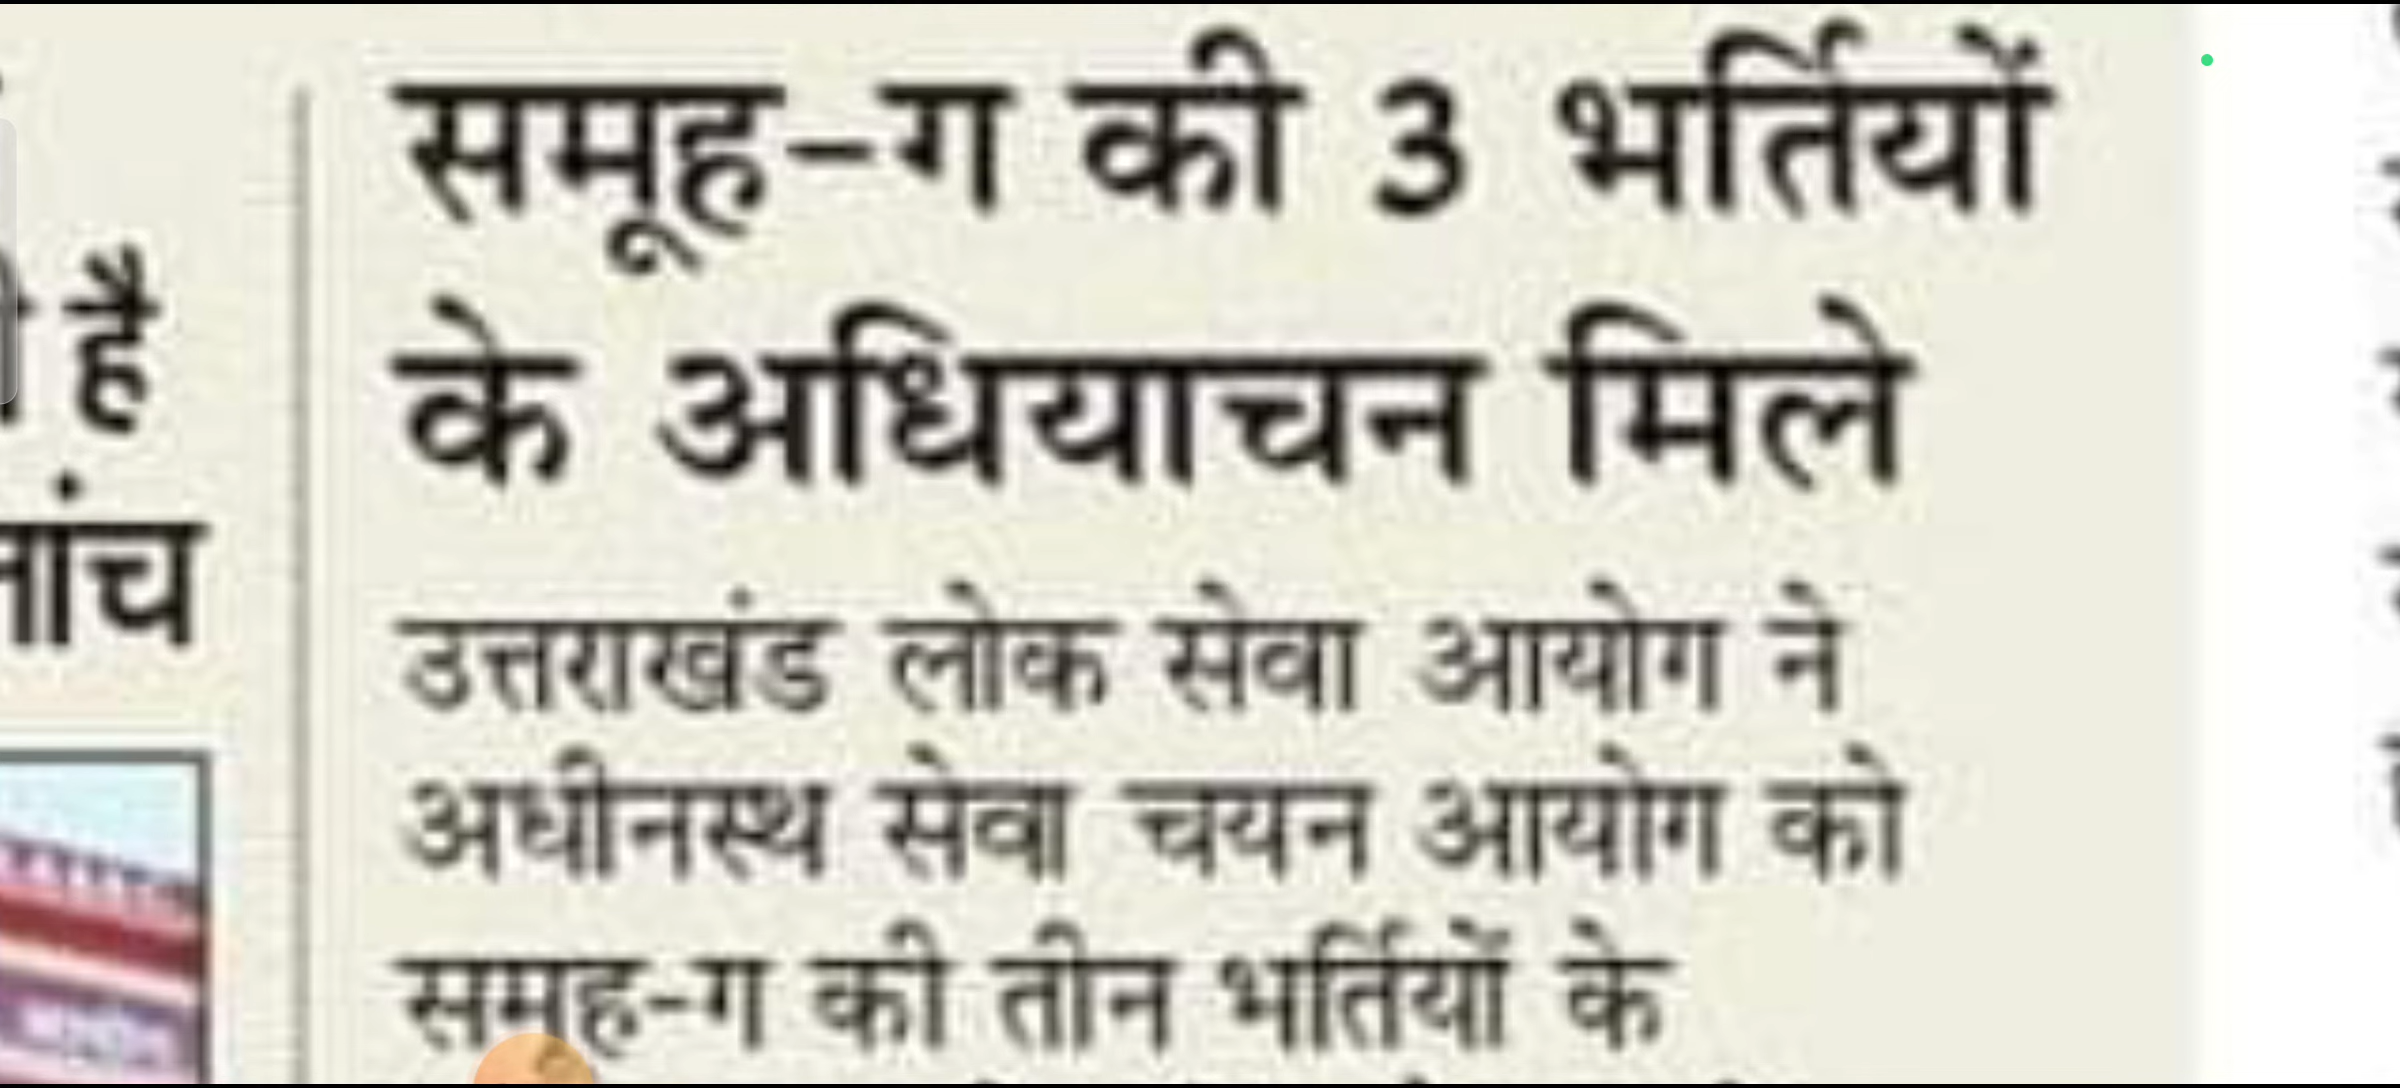 है
समूह-ग की 3 भर्तियों
के अधियाचन मिले
उत्तराखंड लोक सेवा आयोग ने
अधीनस्थ सेवा चयन आयोग को
समूह-ग की तीन भर्तियों के